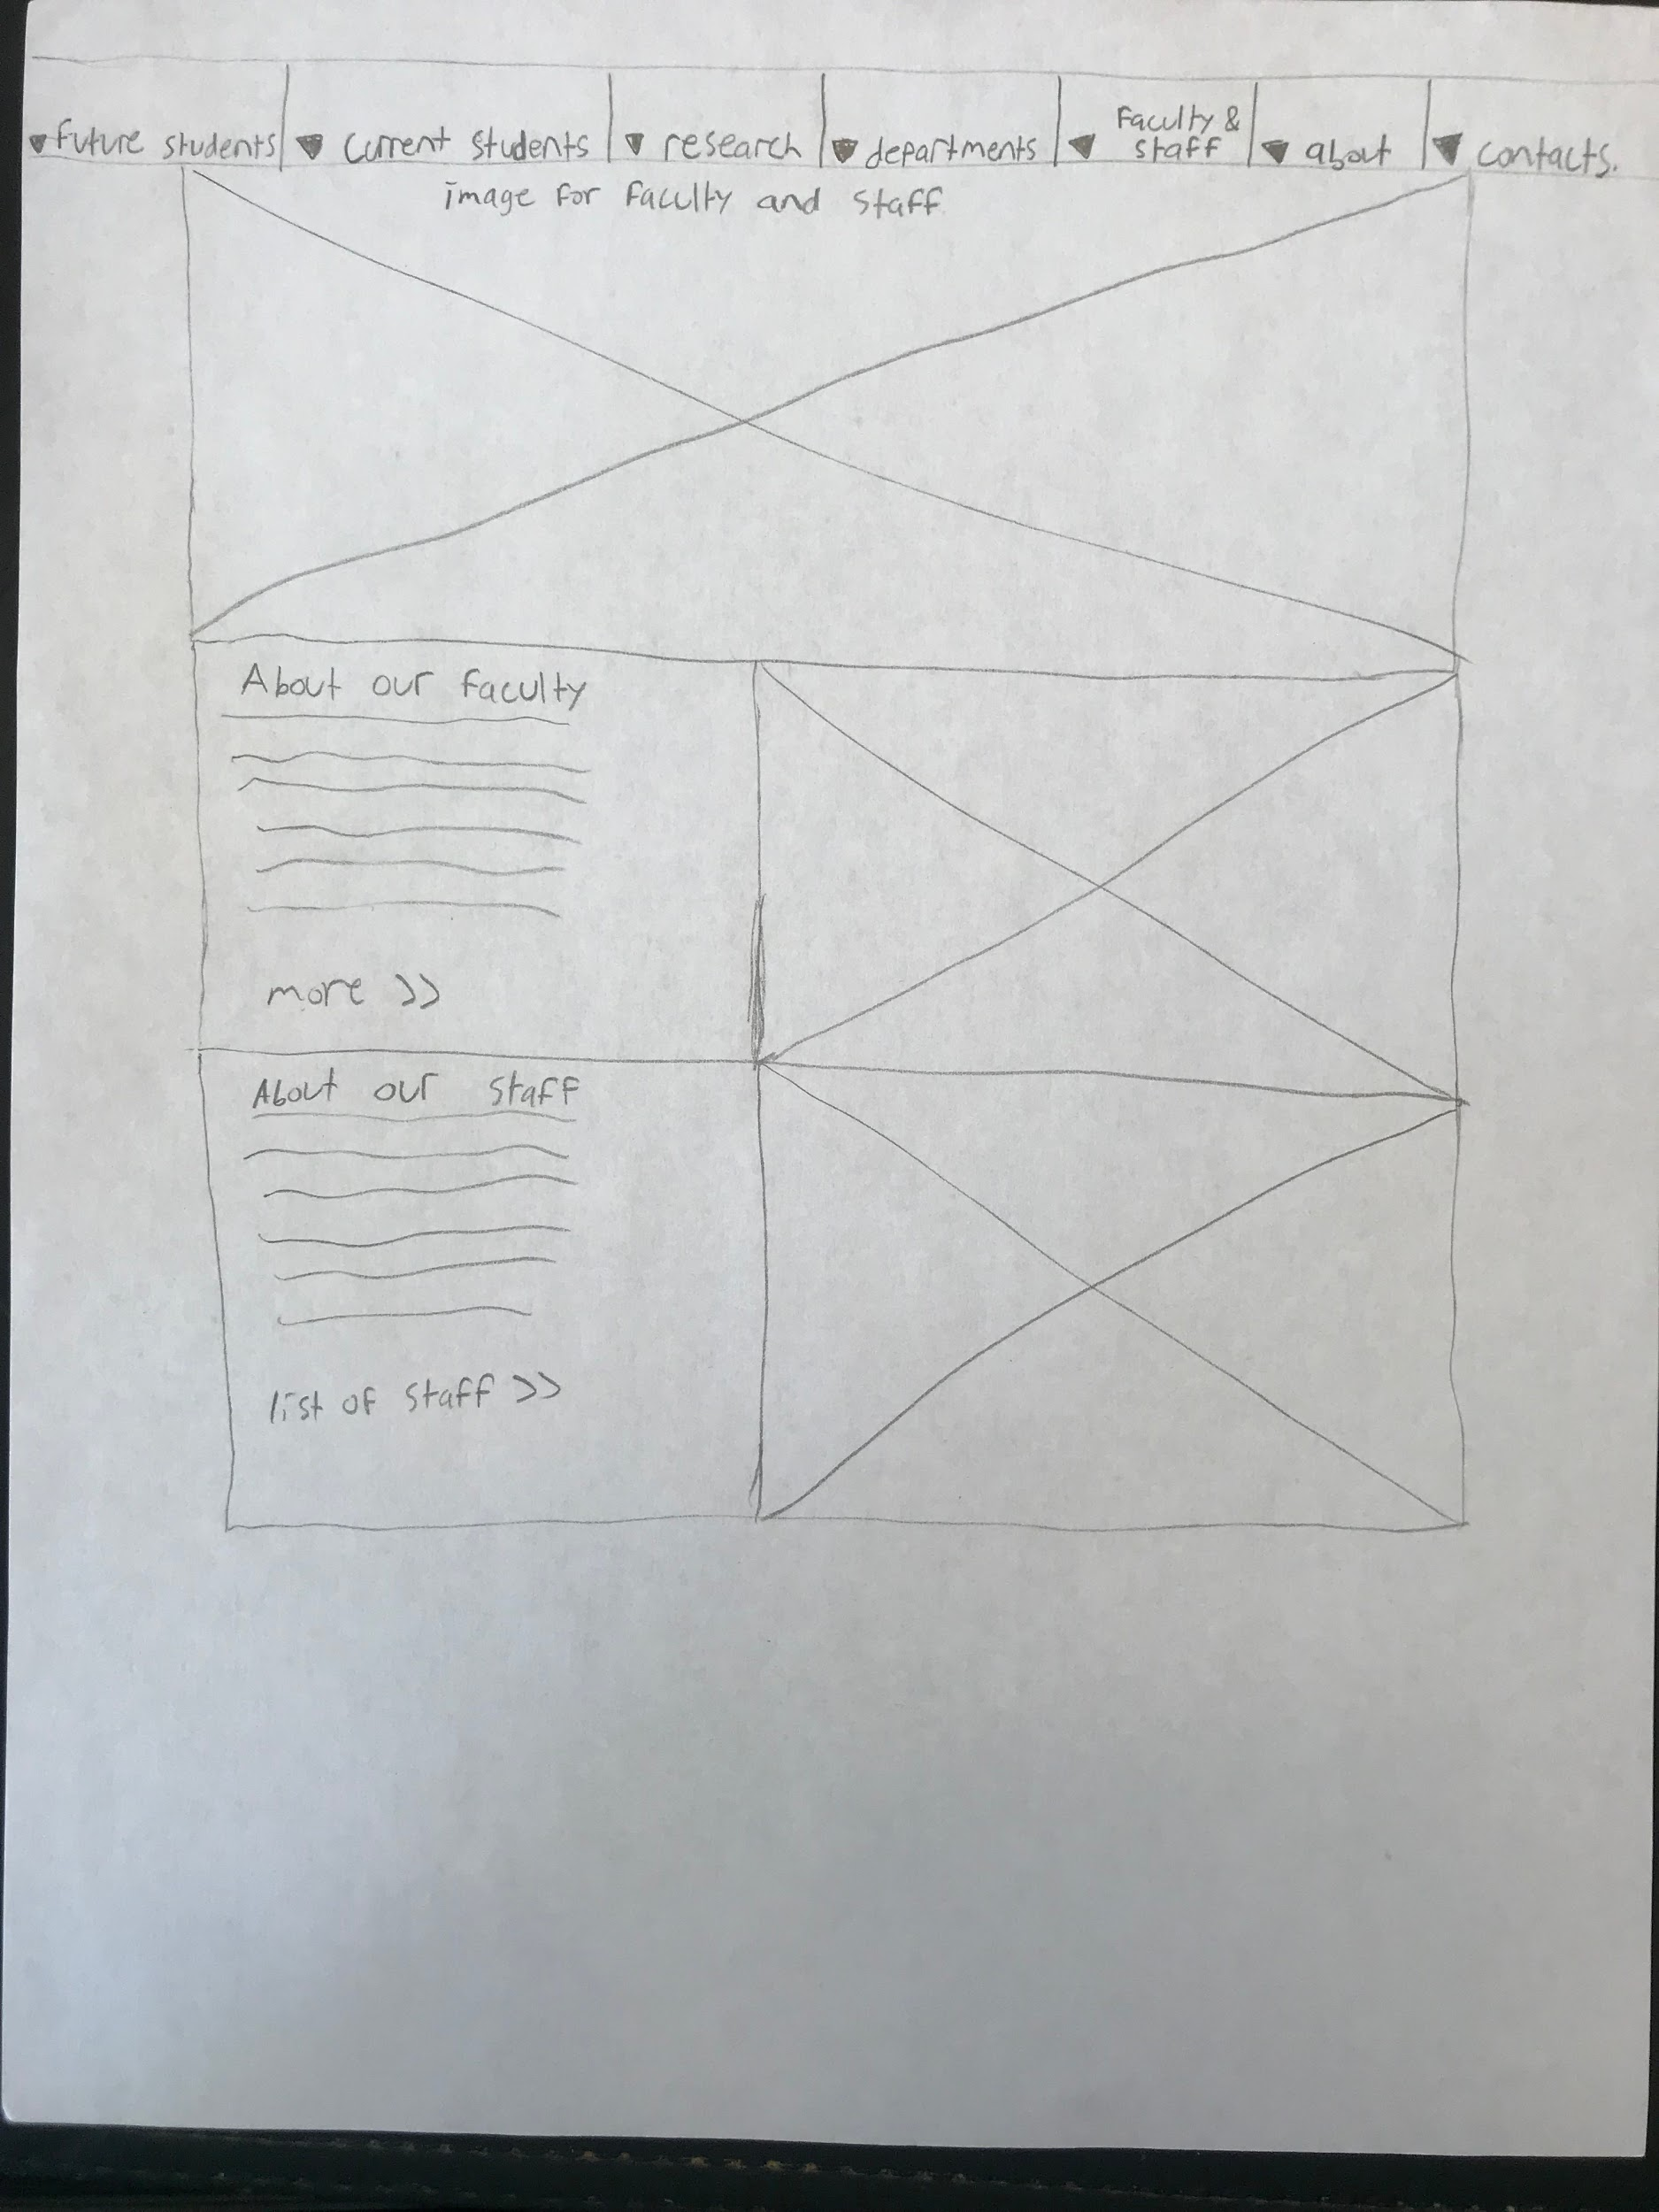 future students
current students
research
departments
Faculty &
staff
about
contacts.
image for faculty and staff
About our faculty
more >>
About our staff
list of staff >>